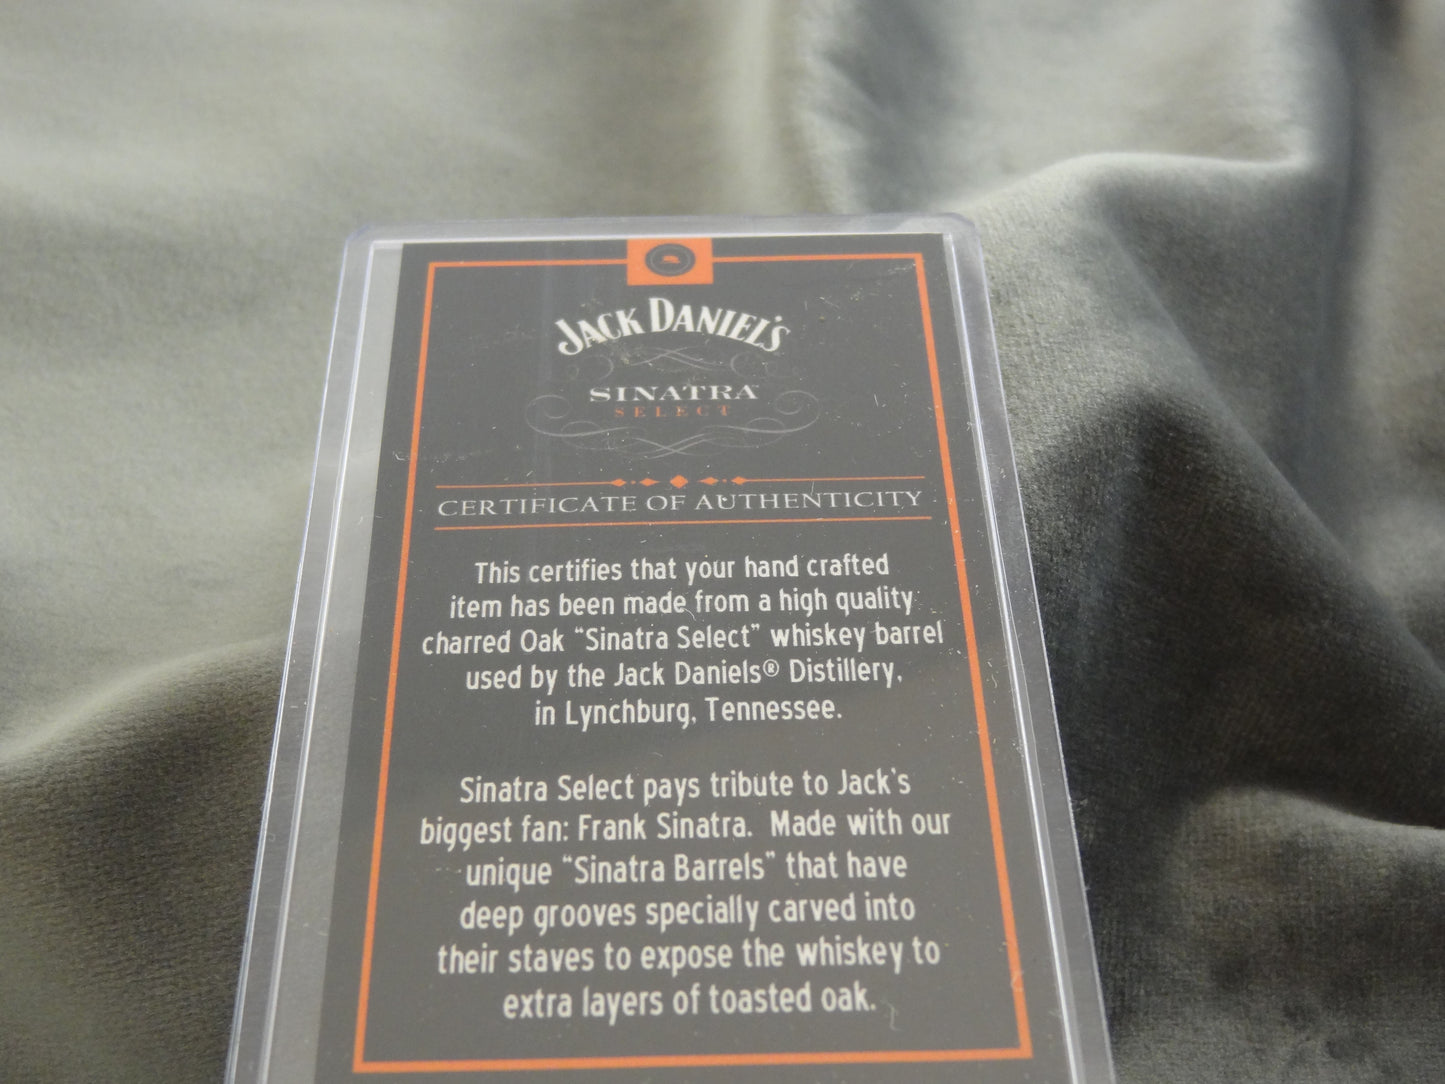 JACK DANIEL'S
SINATRA
SELECT
CERTIFICATE OF AUTHENTICITY
This certifies that your hand crafted
item has been made from a high quality
charred Oak “Sinatra Select” whiskey barrel
used by the Jack Daniels® Distillery,
in Lynchburg, Tennessee.
Sinatra Select pays tribute to Jack's
biggest fan: Frank Sinatra. Made with our
unique “Sinatra Barrels” that have
deep grooves specially carved into
their staves to expose the whiskey to
extra layers of toasted oak.